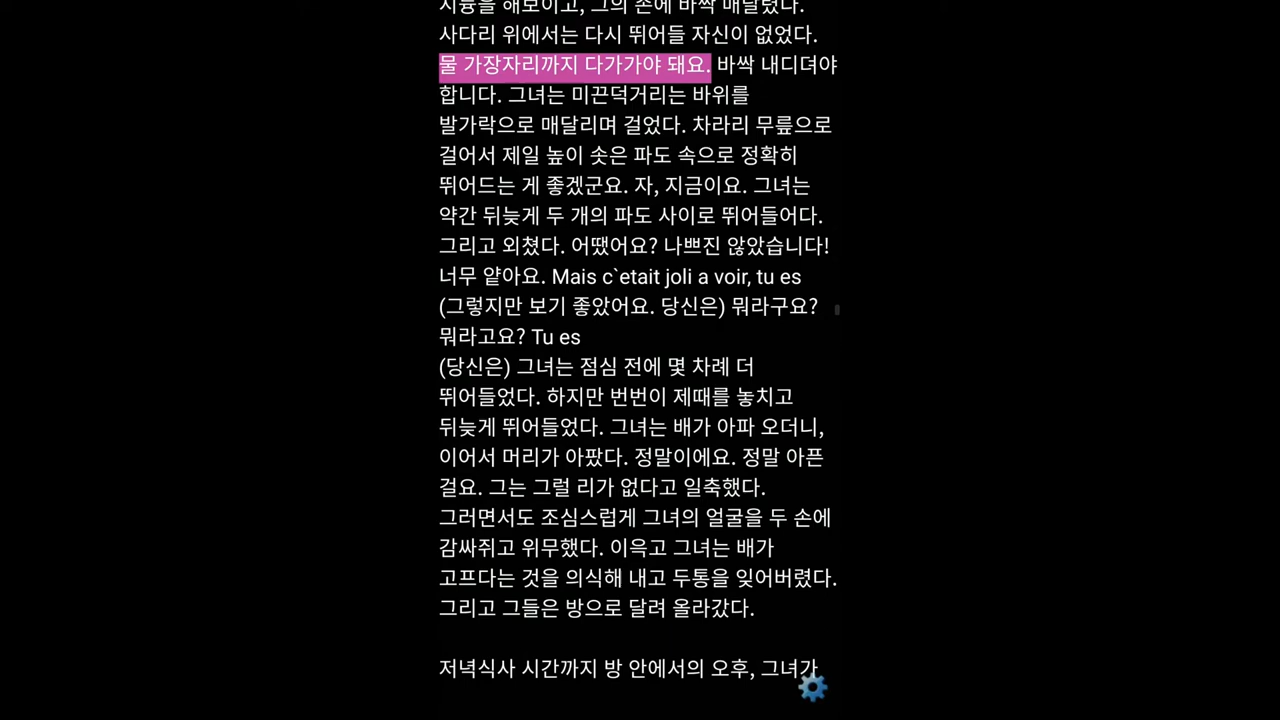 시늉을 해보이고, 그의 손에 바싹 매달렸다.
사다리 위에서는 다시 뛰어들 자신이 없었다.
물 가장자리까지 다가가야 돼요. 바싹 내디뎌야
합니다. 그녀는 미끈덕거리는 바위를
발가락으로 매달리며 걸었다. 차라리 무릎으로
걸어서 제일 높이 솟은 파도 속으로 정확히
뛰어드는 게 좋겠군요. 자, 지금이요. 그녀는
약간 뒤늦게 두 개의 파도 사이로 뛰어들어다.
그리고 외쳤다. 어땠어요? 나쁘진 않았습니다!
너무 얕아요. Mais c`etait joli a voir, tu es
(그렇지만 보기 좋았어요. 당신은) 뭐라구요?
뭐라고요? Tu es
(당신은) 그녀는 점심 전에 몇 차례 더
뛰어들었다. 하지만 번번이 제때를 놓치고
뒤늦게 뛰어들었다. 그녀는 배가 아파 오더니,
이어서 머리가 아팠다. 정말이에요. 정말 아픈
걸요. 그는 그럴 리가 없다고 일축했다.
그러면서도 조심스럽게 그녀의 얼굴을 두 손에
감싸쥐고 위무했다. 이윽고 그녀는 배가
고프다는 것을 의식해 내고 두통을 잊어버렸다.
그리고 그들은 방으로 달려 올라갔다.
저녁식사 시간까지 방 안에서의 오후, 그녀가